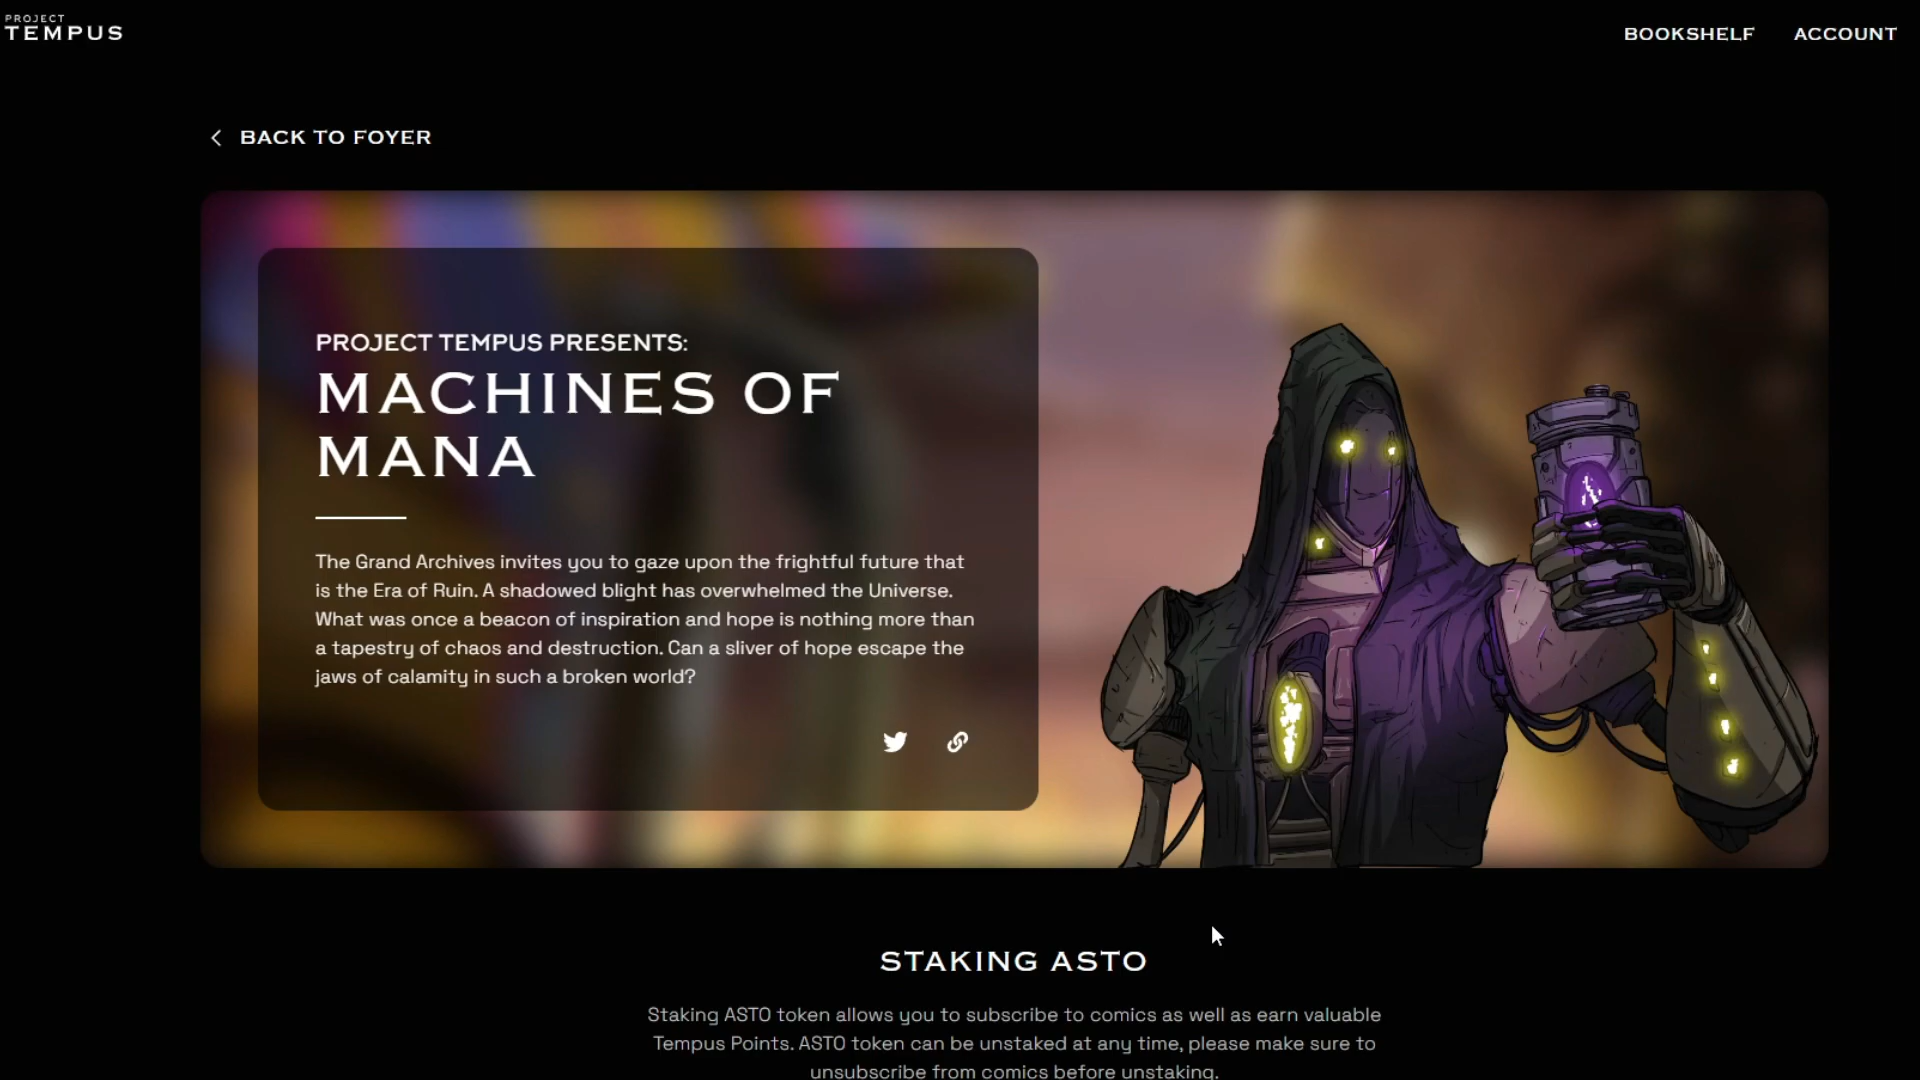 PROJECT
TEMPUS
BOOKSHELF
ACCOUNT
BACK TO FOYER
PROJECT TEMPUS PRESENTS:
MACHINES OF
MANA
The Grand Archives invites you to gaze upon the frightful future that
is the Era of Ruin. A shadowed blight has overwhelmed the Universe.
What was once a beacon of inspiration and hope is nothing more than
a tapestry of chaos and destruction. Can a sliver of hope escape the
jaws of calamity in such a broken world?
STAKING ASTO
Staking ASTO token allows you to subscribe to comics as well as earn valuable
Tempus Points. ASTO token can be unstaked at any time, please make sure to
unsubscribe from comics before unstaking.